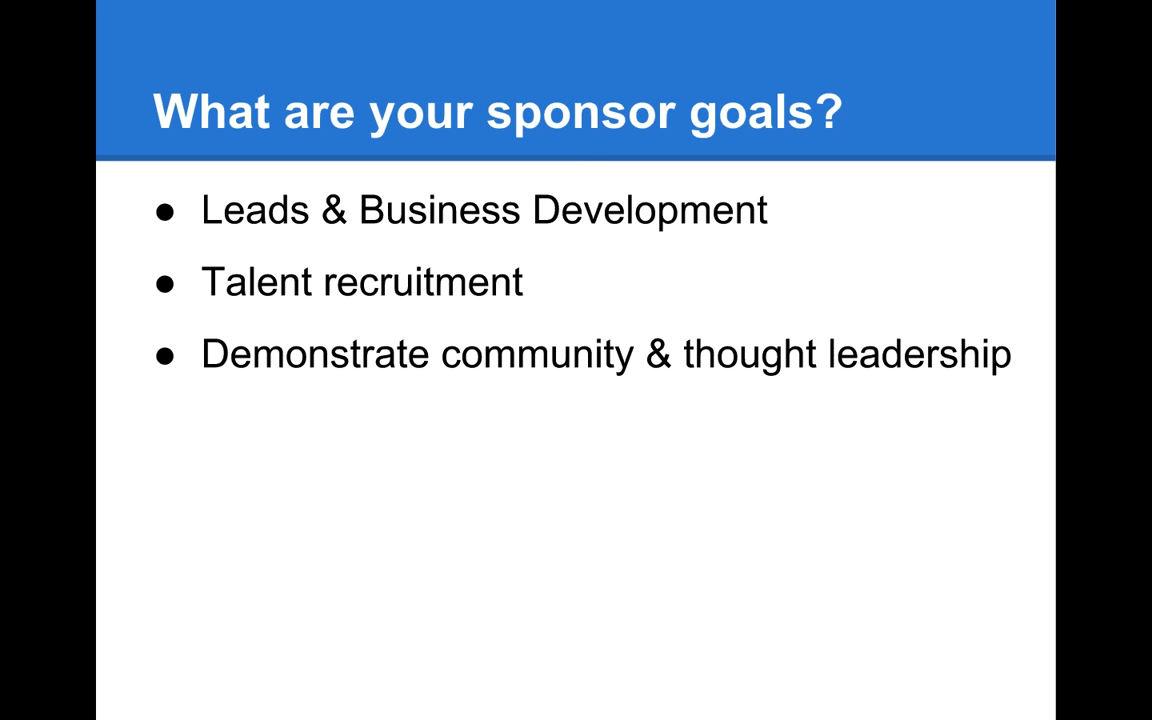 What are your sponsor goals?
● Leads & Business Development
● Talent recruitment
● Demonstrate community & thought leadership